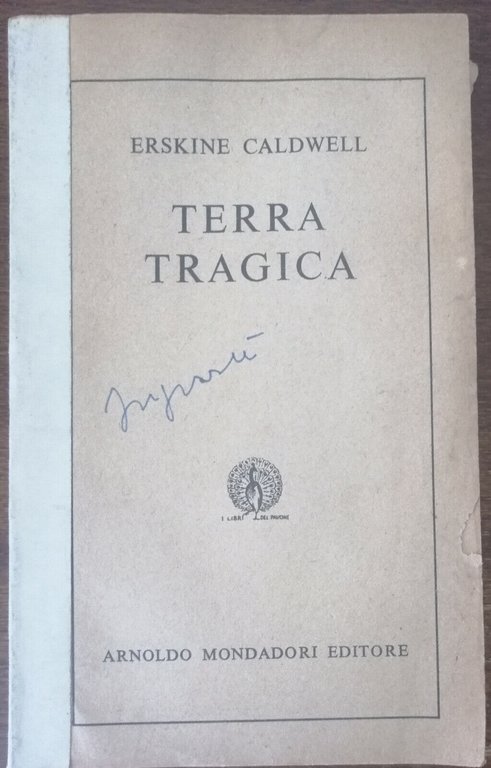 ERSKINE CALDWELL
TERRA
TRAGICA
I LIBRI DEL PAVONE
ARNOLDO MONDADORI EDITORE